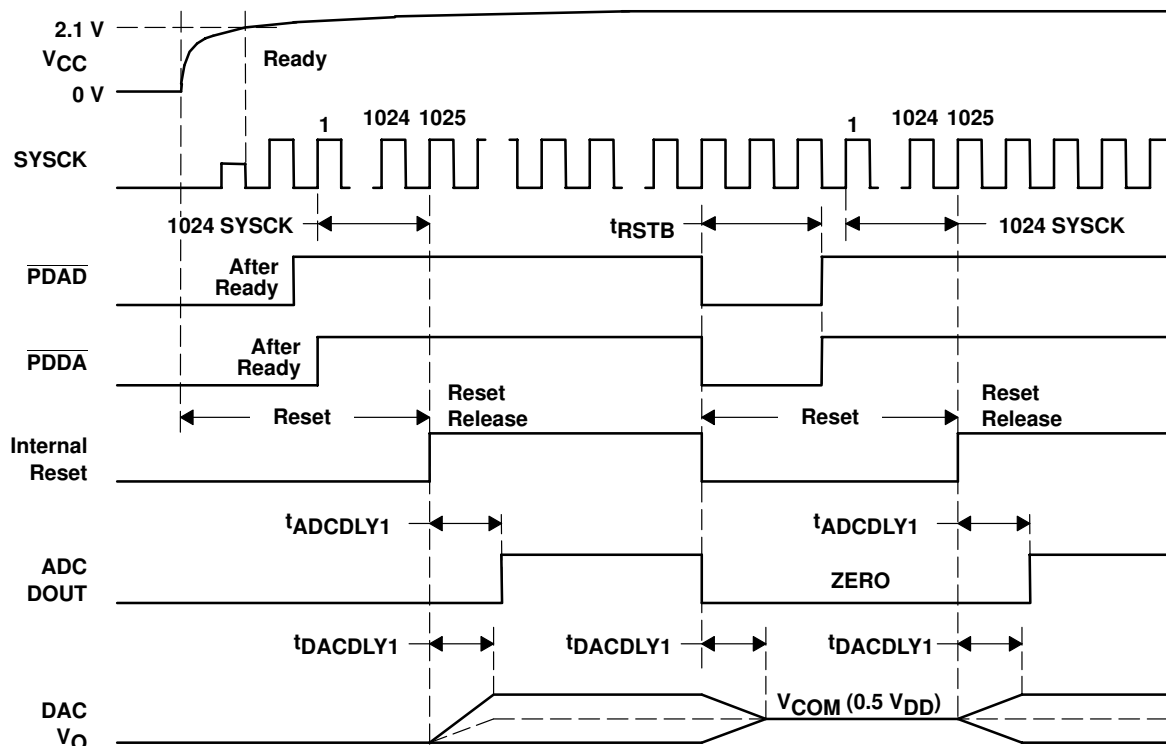 2.1 V
VCC
Ready
0 V
1
1024 1025
1
1024 1025
SYSCK
1024 SYSCK
tRSTB
1024 SYSCK
PDAD
After
Ready
PDDA
After
Ready
Reset
Reset
Release
Reset
Reset
Release
Internal
Reset
tADCDLY1
tADCDLY1
ADC
DOUT
ZERO
tDACDLY1
tDACDLY1
tDACDLY1
DAC
VO
VCOM (0.5 VDD)